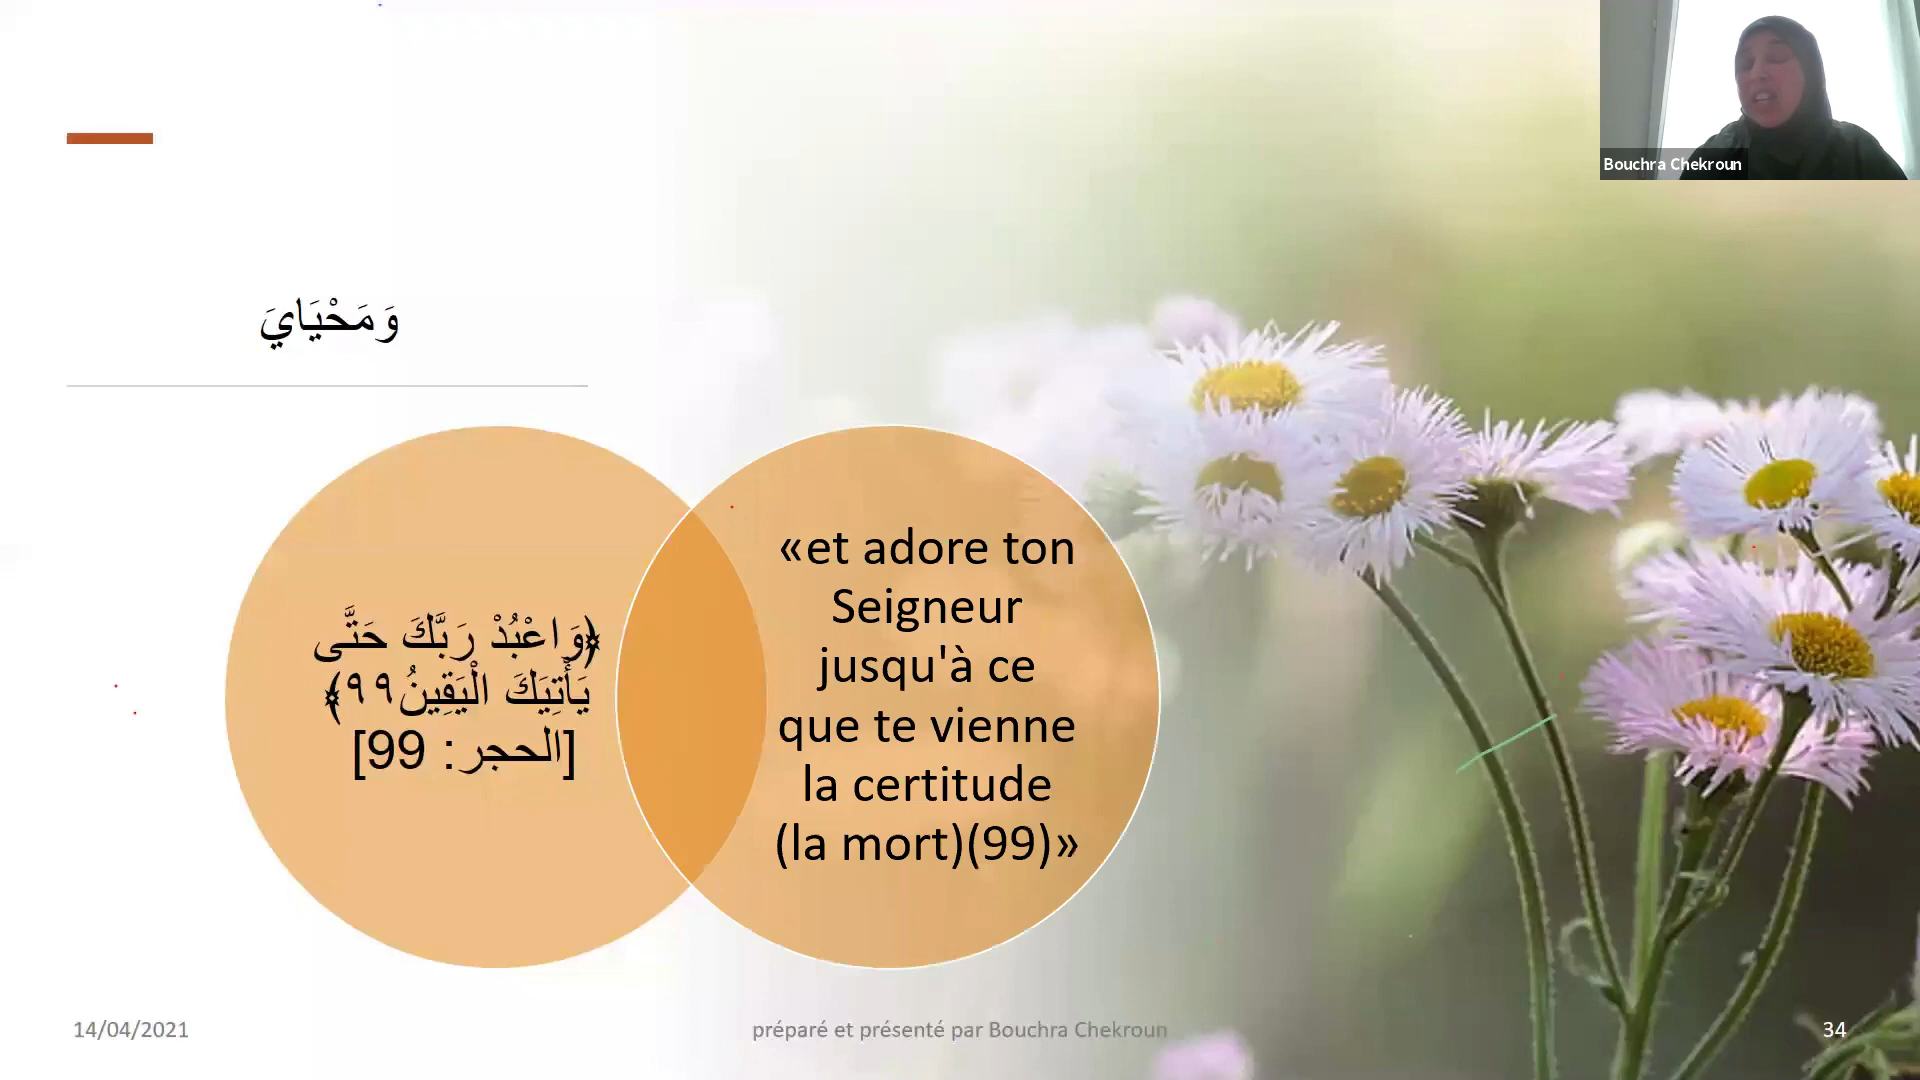 Bouchra Chekroun
وَمَحْيَايَ
﴿وَاعْبُدْ رَبَّكَ حَتَّى
يَأْتِيَكَ الْيَقِينُ٩٩﴾
[الحجر: 99]
«et adore ton
Seigneur
jusqu'à ce
que te vienne
la certitude
(la mort)(99)»
14/04/2021
préparé et présenté par Bouchra Chekroun
34